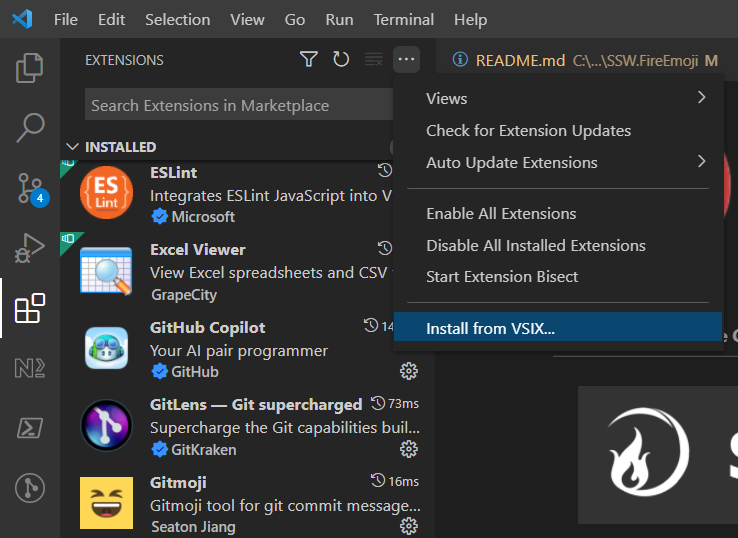 File Edit Selection View Go Run Terminal Help
EXTENSIONS
README.md C:\...\SSW.FireEmoji M
Search Extensions in Marketplace
INSTALLED
ES
Lint
ESLint
Integrates ESLint JavaScript into V
Microsoft
Excel Viewer
View Excel spreadsheets and CSV
GrapeCity
GitHub Copilot
Your AI pair programmer
GitHub
GitLens — Git supercharged 73ms
Supercharge the Git capabilities buil...
GitKraken
Gitmoji 16ms
Gitmoji tool for git commit message...
Seaton Jiang
4
Views
Check for Extension Updates
Auto Update Extensions
Enable All Extensions
Disable All Installed Extensions
Start Extension Bisect
Install from VSIX...